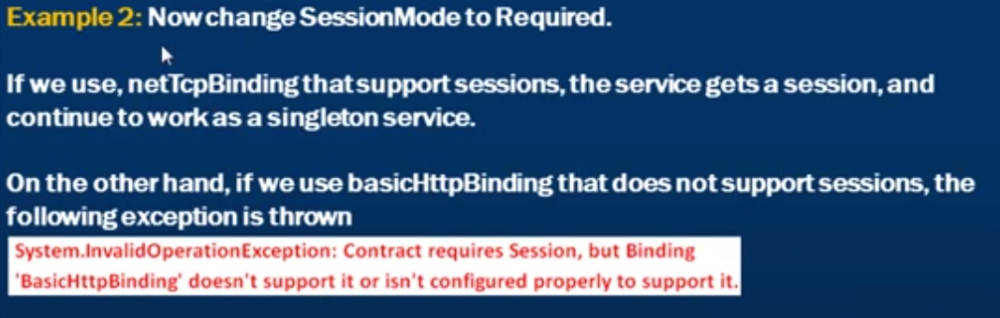 Example 2: Now change SessionMode to Required.
If we use, netTcpBinding that support sessions, the service gets a session, and
continue to work as a singleton service.
On the other hand, if we use basicHttpBinding that does not support sessions, the
following exception is thrown
System.InvalidOperationException: Contract requires Session, but Binding
'BasicHttpBinding' doesn't support it or isn't configured properly to support it.